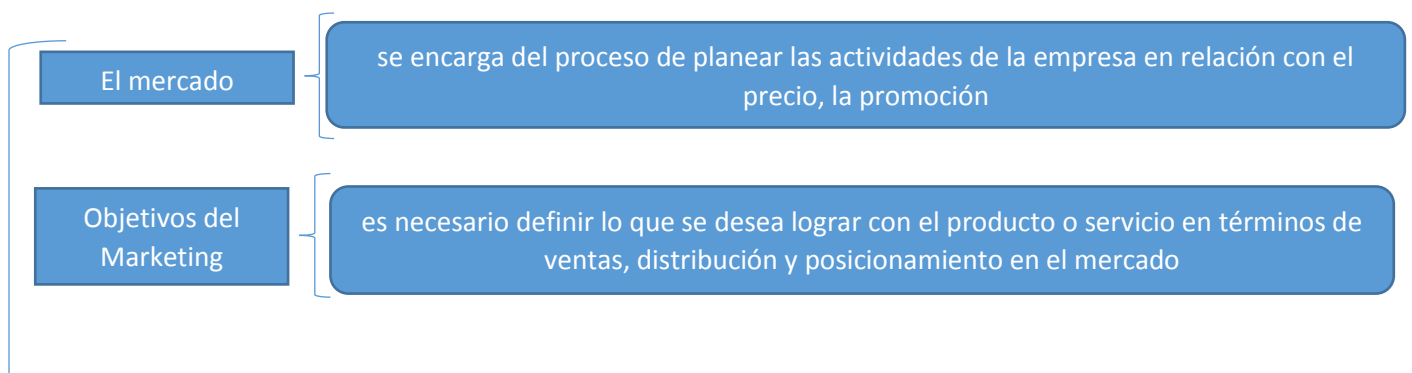 El mercado
se encarga del proceso de planear las actividades de la empresa en relación con el
precio, la promoción
Objetivos del
Marketing
es necesario definir lo que se desea lograr con el producto o servicio en términos de
ventas, distribución y posicionamiento en el mercado